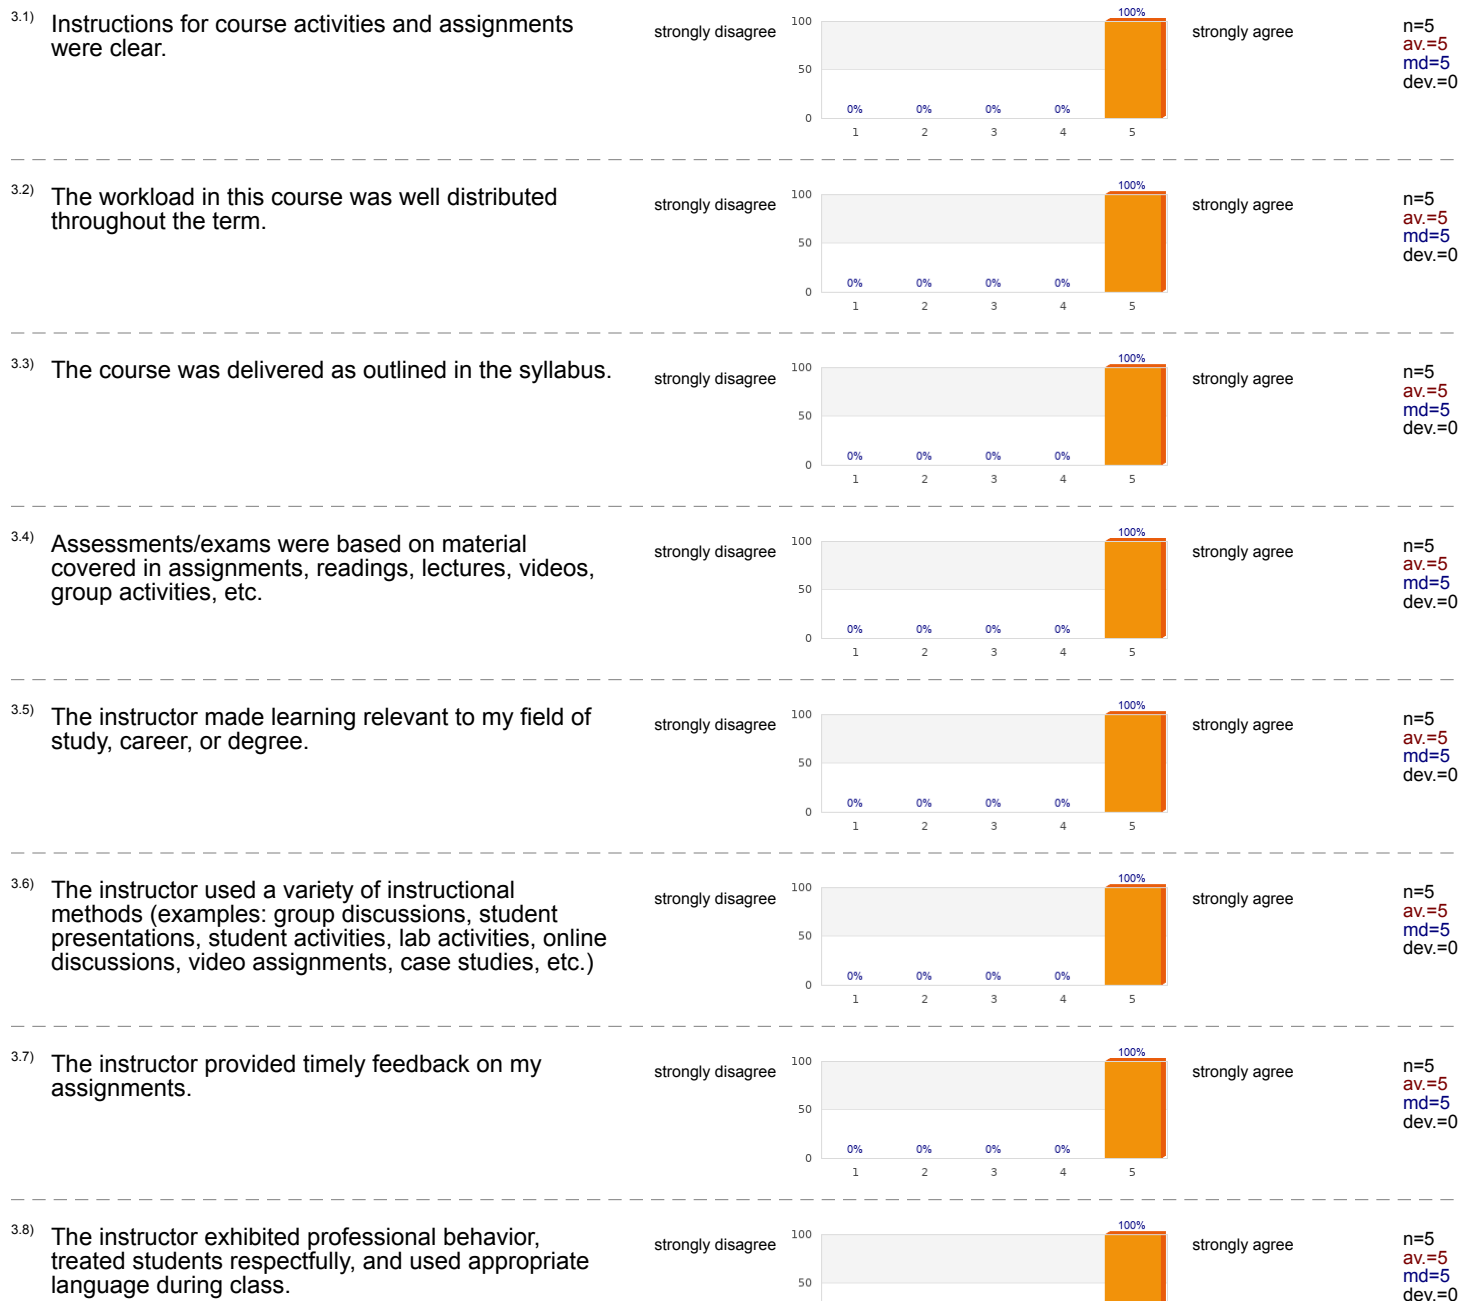 3.1) Instructions for course activities and assignments
were clear.
strongly disagree
100
50
0
0% 0% 0% 0% 100%
1 2 3 4 5
strongly agree
n=5
av.=5
md=5
dev.=0
3.2) The workload in this course was well distributed
throughout the term.
strongly disagree
100
50
0
0% 0% 0% 0% 100%
1 2 3 4 5
strongly agree
n=5
av.=5
md=5
dev.=0
3.3) The course was delivered as outlined in the syllabus.
strongly disagree
100
50
0
0% 0% 0% 0% 100%
1 2 3 4 5
strongly agree
n=5
av.=5
md=5
dev.=0
3.4) Assessments/exams were based on material
covered in assignments, readings, lectures, videos,
group activities, etc.
strongly disagree
100
50
0
0% 0% 0% 0% 100%
1 2 3 4 5
strongly agree
n=5
av.=5
md=5
dev.=0
3.5) The instructor made learning relevant to my field of
study, career, or degree.
strongly disagree
100
50
0
0% 0% 0% 0% 100%
1 2 3 4 5
strongly agree
n=5
av.=5
md=5
dev.=0
3.6) The instructor used a variety of instructional
methods (examples: group discussions, student
presentations, student activities, lab activities, online
discussions, video assignments, case studies, etc.)
strongly disagree
100
50
0
0% 0% 0% 0% 100%
1 2 3 4 5
strongly agree
n=5
av.=5
md=5
dev.=0
3.7) The instructor provided timely feedback on my
assignments.
strongly disagree
100
50
0
0% 0% 0% 0% 100%
1 2 3 4 5
strongly agree
n=5
av.=5
md=5
dev.=0
3.8) The instructor exhibited professional behavior,
treated students respectfully, and used appropriate
language during class.
strongly disagree
100
50
100%
strongly agree
n=5
av.=5
md=5
dev.=0